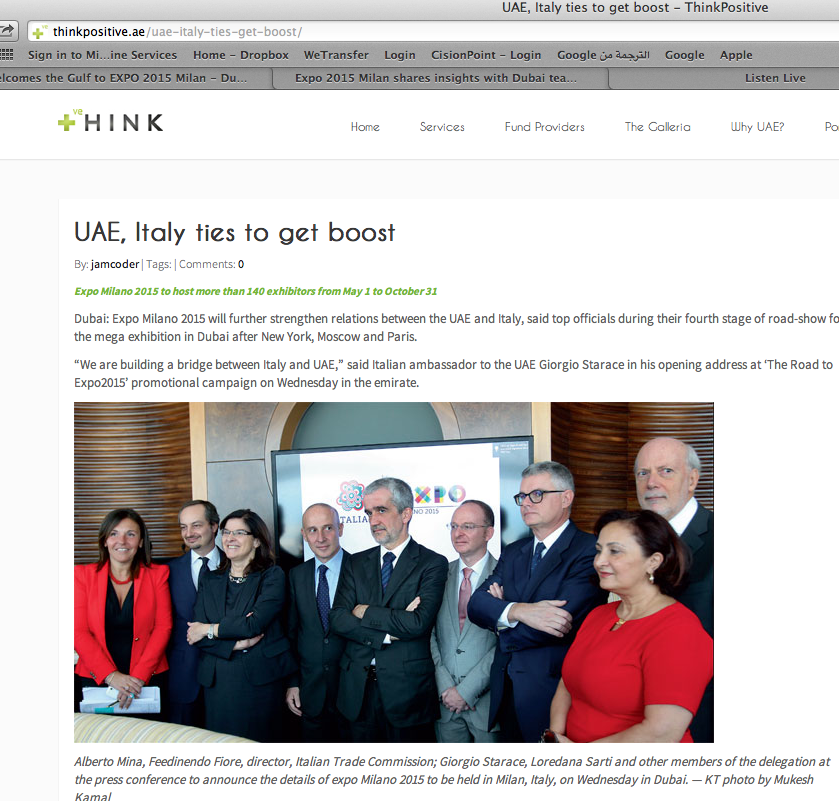 UAE, Italy ties to get boost – ThinkPositive
thinkpositive.ae/uae-italy-ties-get-boost/
Sign in to Mi...ine Services Home – Dropbox WeTransfer Login CisionPoint – Login Google الترجمة من Google Apple
elcomes the Gulf to EXPO 2015 Milan – Du... Expo 2015 Milan shares insights with Dubai tea... Listen Live
+ve HINK
Home Services Fund Providers The Galleria Why UAE? Po
UAE, Italy ties to get boost
By: jamcoder | Tags: | Comments: 0
Expo Milano 2015 to host more than 140 exhibitors from May 1 to October 31
Dubai: Expo Milano 2015 will further strengthen relations between the UAE and Italy, said top officials during their fourth stage of road-show fo
the mega exhibition in Dubai after New York, Moscow and Paris.
“We are building a bridge between Italy and UAE,” said Italian ambassador to the UAE Giorgio Starace in his opening address at ‘The Road to
Expo2015’ promotional campaign on Wednesday in the emirate.
XPO
ITALIA
NO 2015
Alberto Mina, Feedinendo Fiore, director, Italian Trade Commission; Giorgio Starace, Loredana Sarti and other members of the delegation at
the press conference to announce the details of expo Milano 2015 to be held in Milan, Italy, on Wednesday in Dubai. — KT photo by Mukesh
Kamal